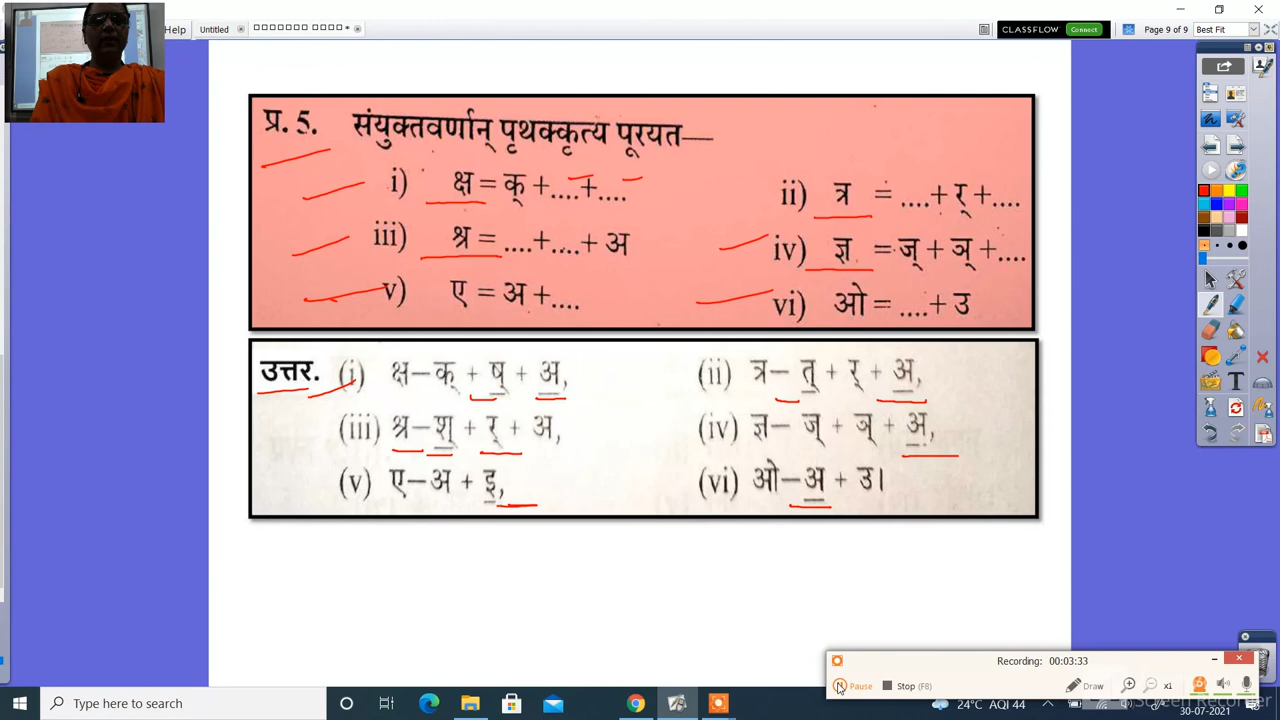 Help Untitled CLASSFLOW Connect Page 9 of 9 Best Fit
प्र. 5. संयुक्तवर्णान् पृथक्कृत्य पूरयत—
i) क्ष = क् +....+.... ii) त्र = ....+ र् +....
iii) श्र = ....+....+ अ iv) ज्ञ = ज् + ञ् +....
v) ए = अ +.... vi) ओ = ....+ उ
उत्तर. (i) क्ष– क् + ष् + अ, (ii) त्र– त् + र् + अ,
(iii) श्र– श् + र् + अ, (iv) ज्ञ– ज् + ञ् + अ,
(v) ए– अ + इ, (vi) ओ– अ + उ।
Recording: 00:03:33
Pause Stop (F8) Draw x1
Type here to search 24°C AQI 44 30-07-2021
Screen Recorder